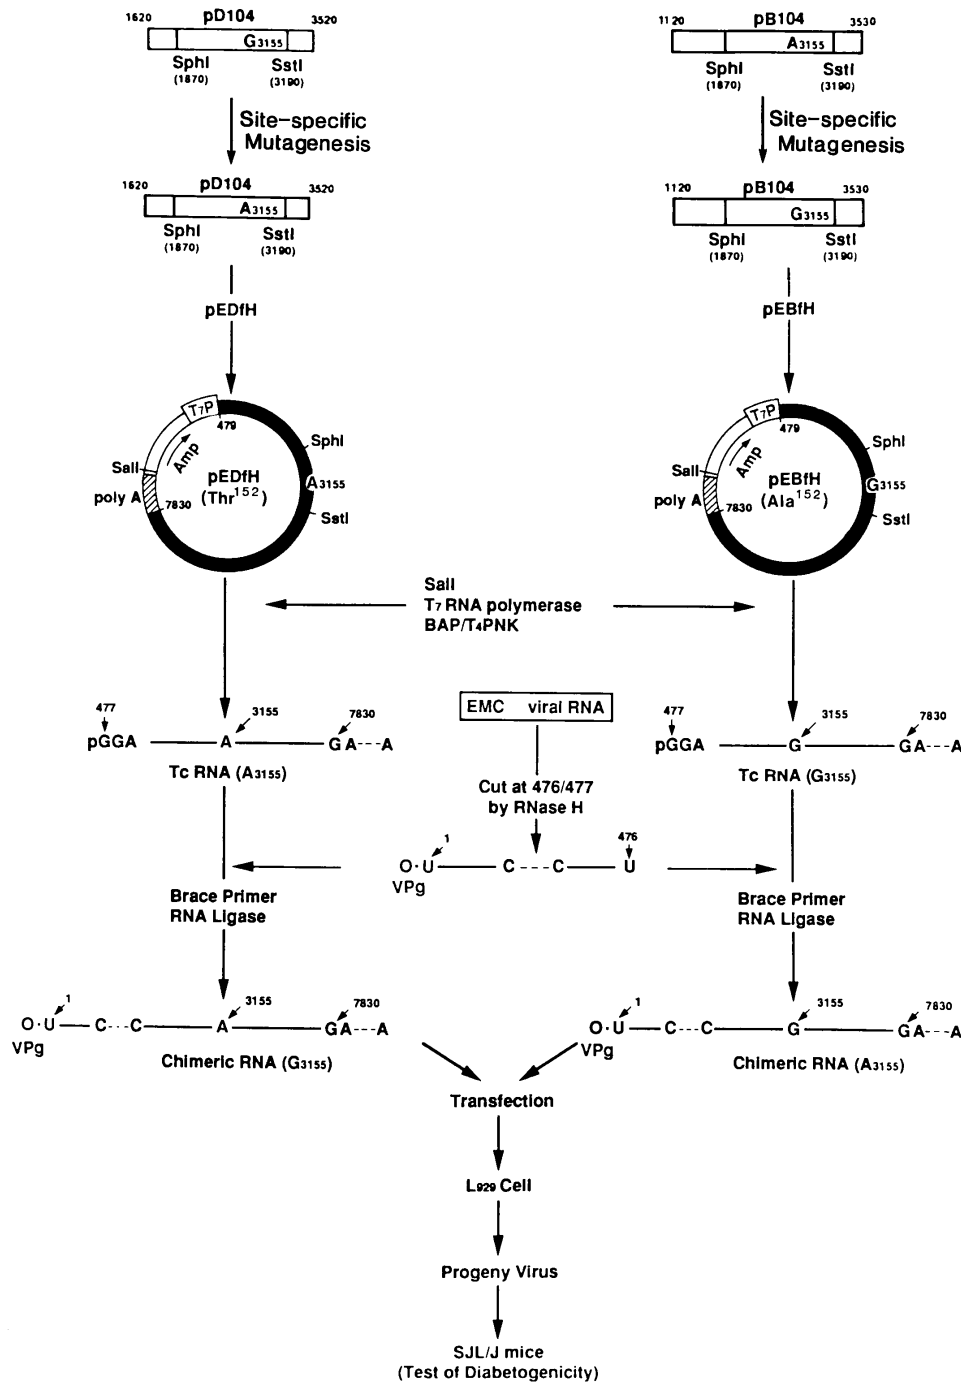 1620 pD104 3520
G3155
SphI SstI
(1870) (3190)
Site-specific
Mutagenesis
1620 pD104 3520
A3155
SphI SstI
(1870) (3190)
pEDfH
T7P
479
Amp
SphI
SalI
poly A
7830
pEDfH
(Thr152)
A3155
SstI
1120 pB104 3530
A3155
SphI SstI
(1870) (3190)
Site-specific
Mutagenesis
1120 pB104 3530
G3155
SphI SstI
(1870) (3190)
pEBfH
T7P
479
Amp
SphI
SalI
poly A
7830
pEBfH
(Ala152)
G3155
SstI
SalI
T7 RNA polymerase
BAP/T4PNK
477 3155 7830
pGGA A GA---A
Tc RNA (A3155)
EMC viral RNA
Cut at 476/477
by RNase H
1 476
O·U C---C U
VPg
477 3155 7830
pGGA G GA---A
Tc RNA (G3155)
Brace Primer
RNA Ligase
Brace Primer
RNA Ligase
1 3155 7830
O·U C---C A GA---A
VPg
Chimeric RNA (G3155)
1 3155 7830
O·U C---C G GA---A
VPg
Chimeric RNA (A3155)
Transfection
L929 Cell
Progeny Virus
SJL/J mice
(Test of Diabetogenicity)